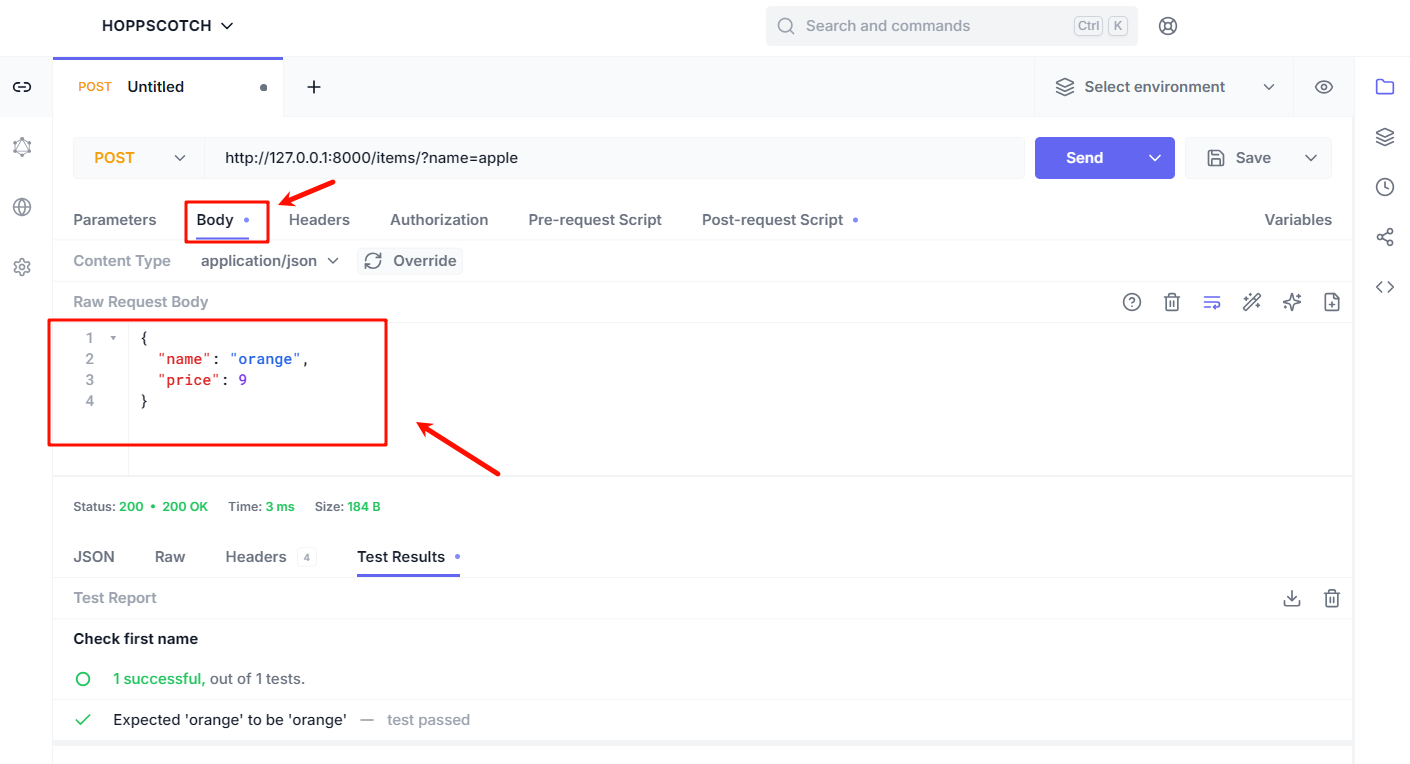 HOPPSCOTCH
Search and commands Ctrl K
POST Untitled
Select environment
POST http://127.0.0.1:8000/items/?name=apple Send Save
Parameters Body Headers Authorization Pre-request Script Post-request Script Variables
Content Type application/json Override
Raw Request Body
1 {
2 "name": "orange",
3 "price": 9
4 }
Status: 200 • 200 OK Time: 3 ms Size: 184 B
JSON Raw Headers 4 Test Results
Test Report
Check first name
1 successful, out of 1 tests.
Expected 'orange' to be 'orange' — test passed